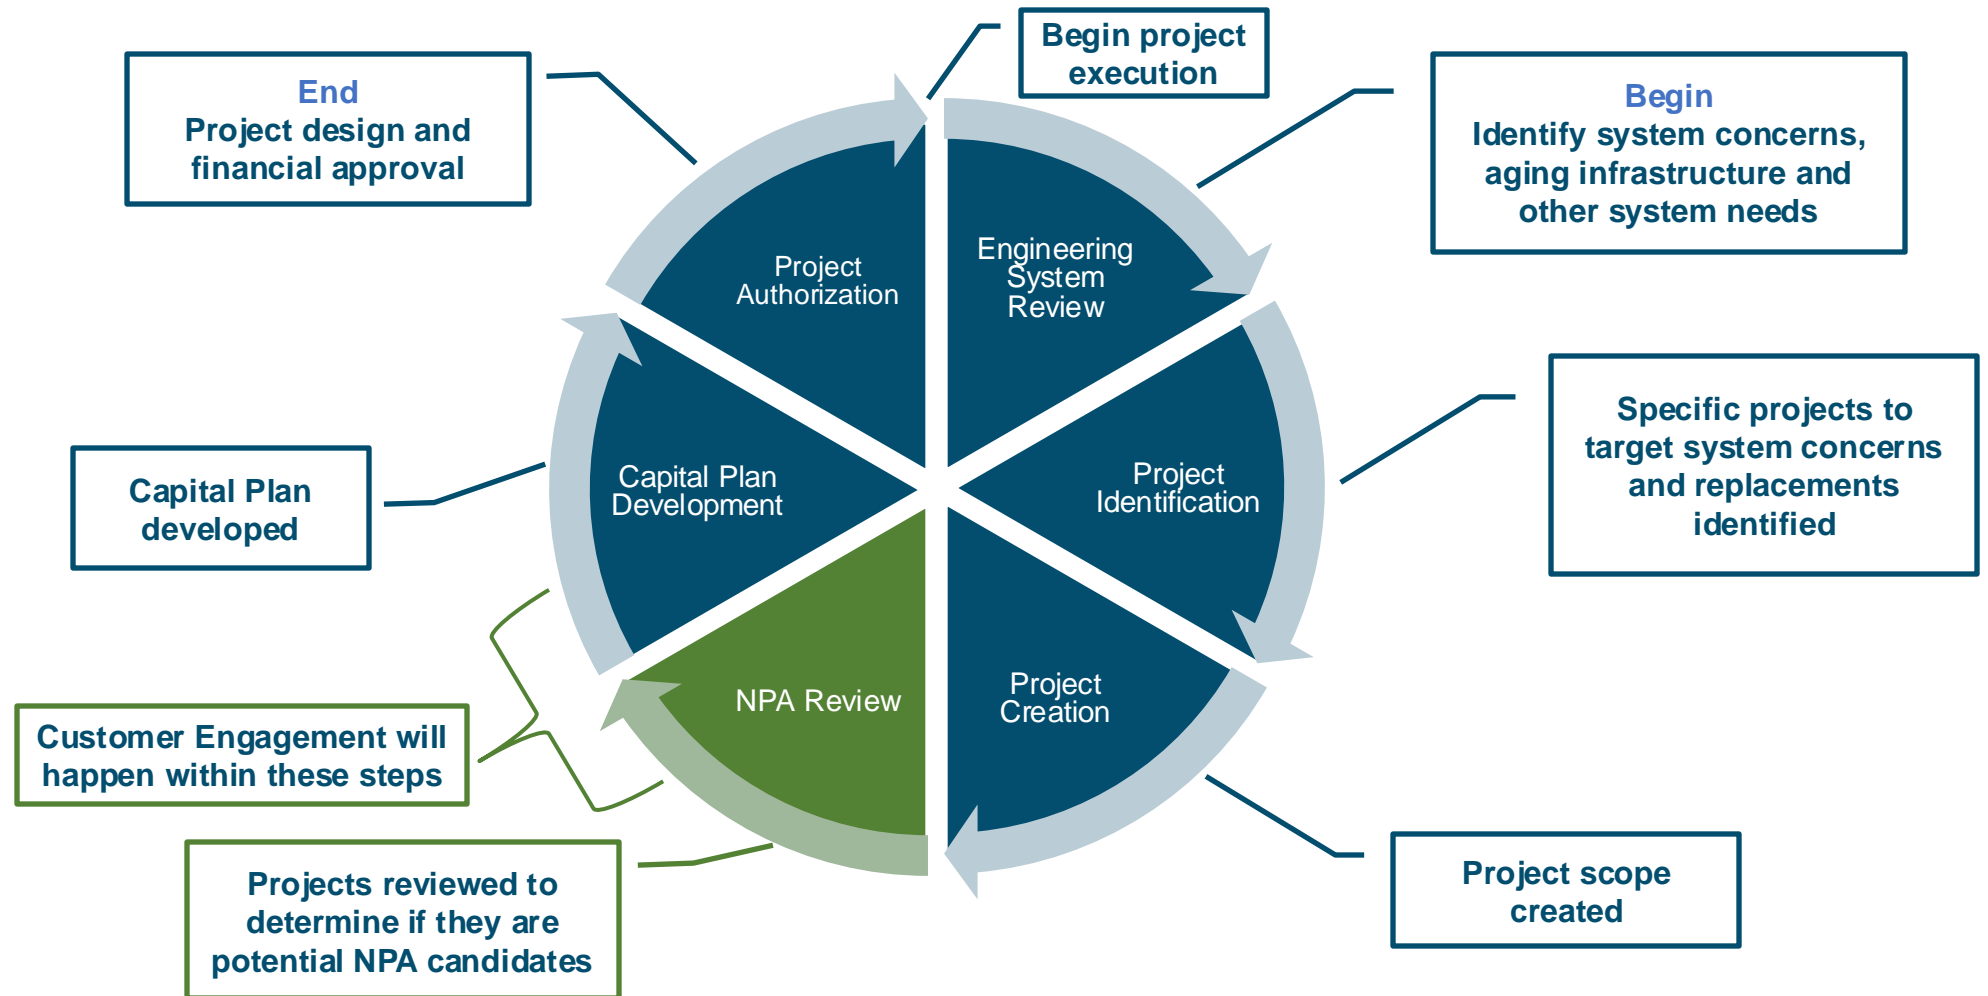 Begin project
execution
End
Project design and
financial approval
Begin
Identify system concerns,
aging infrastructure and
other system needs
Project
Authorization
Engineering
System
Review
Specific projects to
target system concerns
and replacements
identified
Capital Plan
developed
Capital Plan
Development
Project
Identification
NPA Review
Project
Creation
Customer Engagement will
happen within these steps
Projects reviewed to
determine if they are
potential NPA candidates
Project scope
created